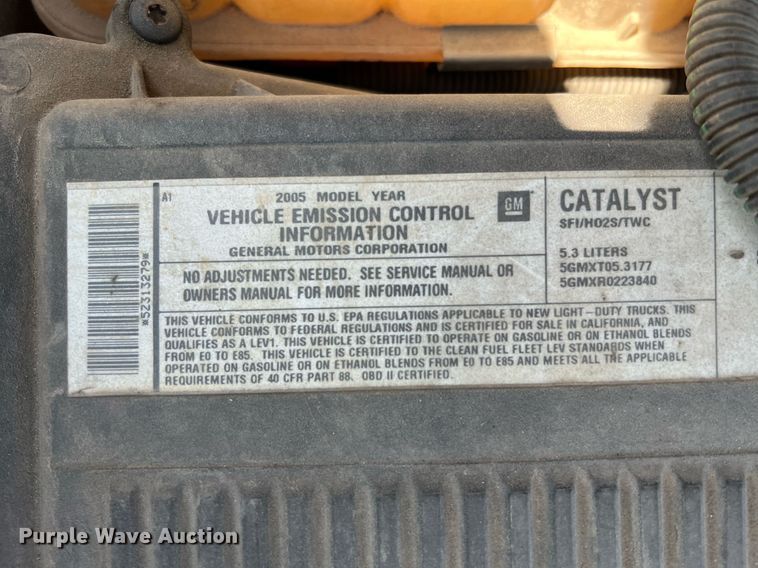 A1
2005 MODEL YEAR
VEHICLE EMISSION CONTROL
INFORMATION
GENERAL MOTORS CORPORATION
GM
NO ADJUSTMENTS NEEDED. SEE SERVICE MANUAL OR
OWNERS MANUAL FOR MORE INFORMATION.
CATALYST
SFI/HO2S/TWC
5.3 LITERS
5GMXT05.3177
5GMXR0223840
*52313279*
THIS VEHICLE CONFORMS TO U.S. EPA REGULATIONS APPLICABLE TO NEW LIGHT-DUTY TRUCKS. THIS
VEHICLE CONFORMS TO FEDERAL REGULATIONS AND IS CERTIFIED FOR SALE IN CALIFORNIA, AND
QUALIFIES AS A LEV1. THIS VEHICLE IS CERTIFIED TO OPERATE ON GASOLINE OR ON ETHANOL BLENDS
FROM E0 TO E85. THIS VEHICLE IS CERTIFIED TO THE CLEAN FUEL FLEET LEV STANDARDS WHEN
OPERATED ON GASOLINE OR ON ETHANOL BLENDS FROM E0 TO E85 AND MEETS ALL THE APPLICABLE
REQUIREMENTS OF 40 CFR PART 88. OBD II CERTIFIED.
Purple Wave Auction